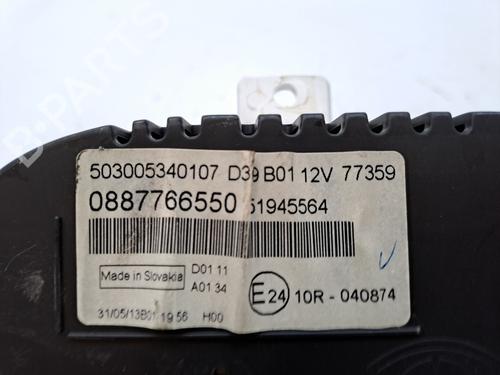 B-PARTS
503005340107 D39 B01 12V 77359
0887766550 51945564
Made in Slovakia
D01 11
A01 34
E24 10R - 040874
31/05/13B01 19 56 H00